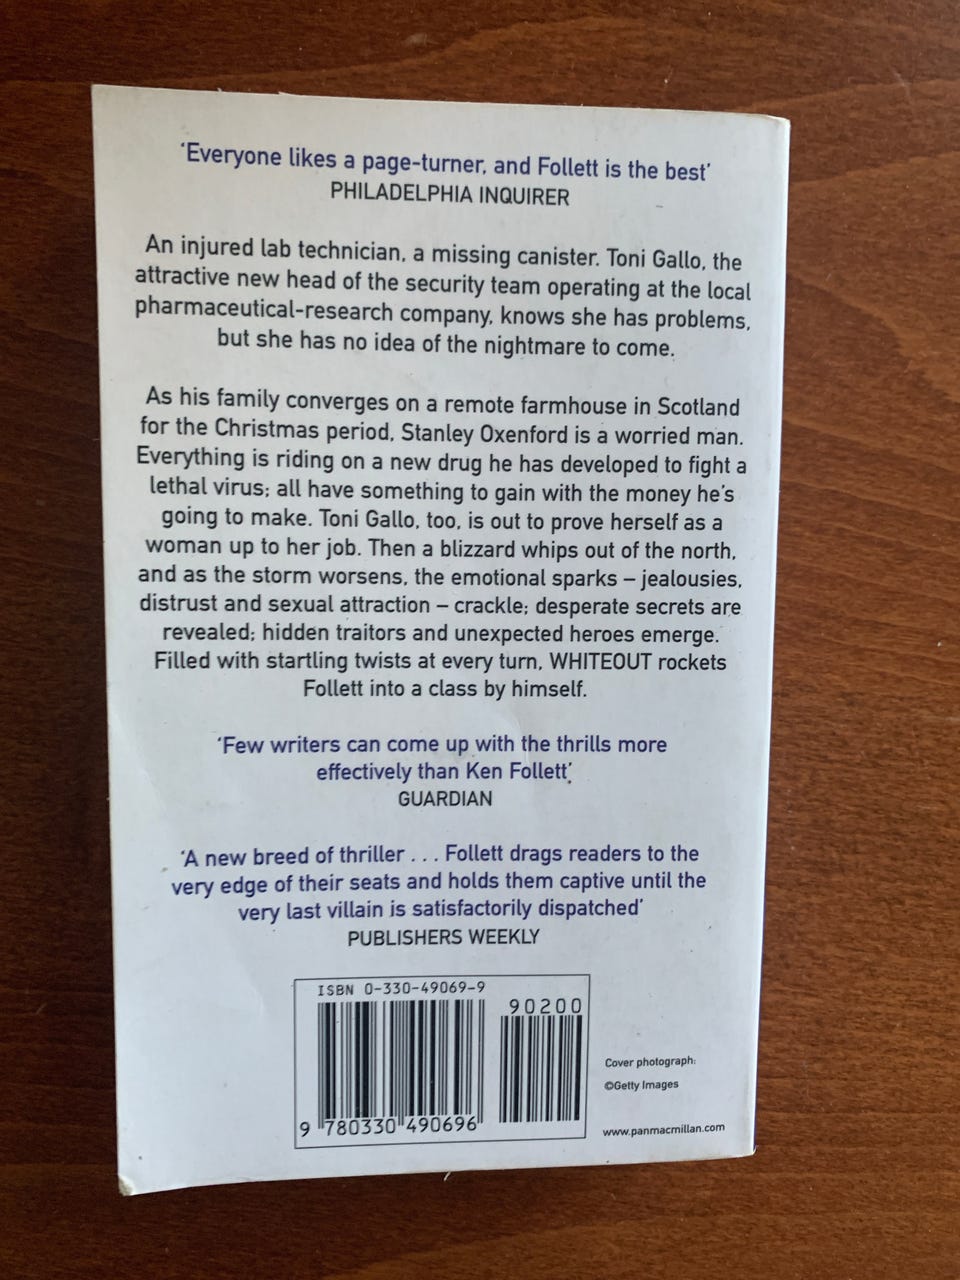 ‘Everyone likes a page-turner, and Follett is the best’
PHILADELPHIA INQUIRER
An injured lab technician, a missing canister. Toni Gallo, the
attractive new head of the security team operating at the local
pharmaceutical-research company, knows she has problems,
but she has no idea of the nightmare to come.
As his family converges on a remote farmhouse in Scotland
for the Christmas period, Stanley Oxenford is a worried man.
Everything is riding on a new drug he has developed to fight a
lethal virus; all have something to gain with the money he’s
going to make. Toni Gallo, too, is out to prove herself as a
woman up to her job. Then a blizzard whips out of the north,
and as the storm worsens, the emotional sparks – jealousies,
distrust and sexual attraction – crackle; desperate secrets are
revealed; hidden traitors and unexpected heroes emerge.
Filled with startling twists at every turn, WHITEOUT rockets
Follett into a class by himself.
‘Few writers can come up with the thrills more
effectively than Ken Follett’.
GUARDIAN
‘A new breed of thriller . . . Follett drags readers to the
very edge of their seats and holds them captive until the
very last villain is satisfactorily dispatched’
PUBLISHERS WEEKLY
ISBN 0-330-49069-9
90200
9 780330 490696
Cover photograph:
©Getty Images
www.panmacmillan.com